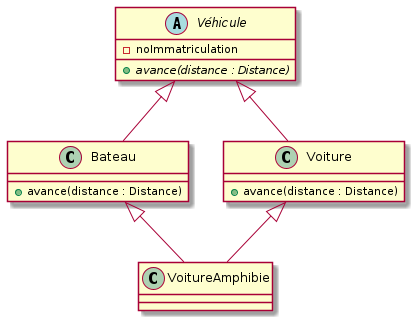 A Véhicule
noImmatriculation
avance(distance : Distance)
C Bateau
avance(distance : Distance)
C Voiture
avance(distance : Distance)
C VoitureAmphibie